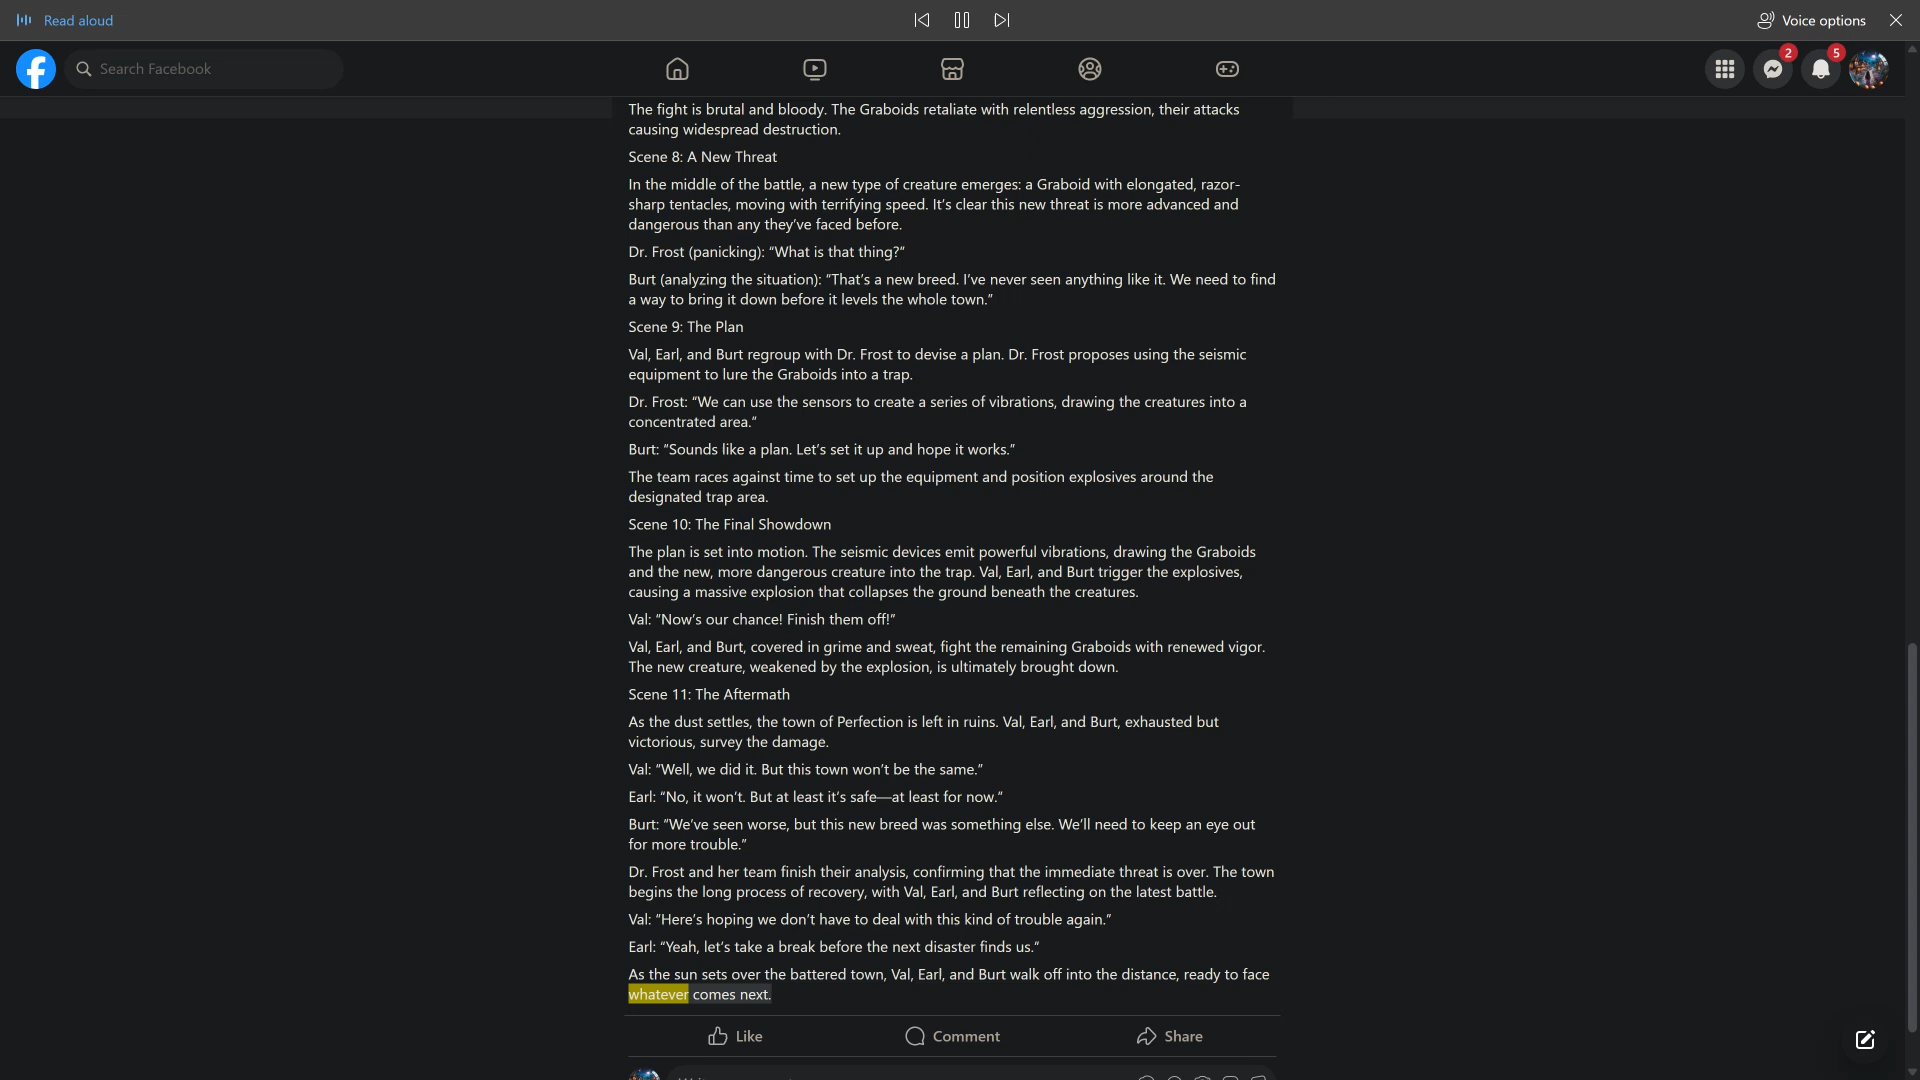 Read aloud
Voice options
Search Facebook
2
5
The fight is brutal and bloody. The Graboids retaliate with relentless aggression, their attacks
causing widespread destruction.
Scene 8: A New Threat
In the middle of the battle, a new type of creature emerges: a Graboid with elongated, razor-
sharp tentacles, moving with terrifying speed. It’s clear this new threat is more advanced and
dangerous than any they’ve faced before.
Dr. Frost (panicking): “What is that thing?”
Burt (analyzing the situation): “That’s a new breed. I’ve never seen anything like it. We need to find
a way to bring it down before it levels the whole town.”
Scene 9: The Plan
Val, Earl, and Burt regroup with Dr. Frost to devise a plan. Dr. Frost proposes using the seismic
equipment to lure the Graboids into a trap.
Dr. Frost: “We can use the sensors to create a series of vibrations, drawing the creatures into a
concentrated area.”
Burt: “Sounds like a plan. Let’s set it up and hope it works.”
The team races against time to set up the equipment and position explosives around the
designated trap area.
Scene 10: The Final Showdown
The plan is set into motion. The seismic devices emit powerful vibrations, drawing the Graboids
and the new, more dangerous creature into the trap. Val, Earl, and Burt trigger the explosives,
causing a massive explosion that collapses the ground beneath the creatures.
Val: “Now’s our chance! Finish them off!”
Val, Earl, and Burt, covered in grime and sweat, fight the remaining Graboids with renewed vigor.
The new creature, weakened by the explosion, is ultimately brought down.
Scene 11: The Aftermath
As the dust settles, the town of Perfection is left in ruins. Val, Earl, and Burt, exhausted but
victorious, survey the damage.
Val: “Well, we did it. But this town won’t be the same.”
Earl: “No, it won’t. But at least it’s safe—at least for now.”
Burt: “We’ve seen worse, but this new breed was something else. We’ll need to keep an eye out
for more trouble.”
Dr. Frost and her team finish their analysis, confirming that the immediate threat is over. The town
begins the long process of recovery, with Val, Earl, and Burt reflecting on the latest battle.
Val: “Here’s hoping we don’t have to deal with this kind of trouble again.”
Earl: “Yeah, let’s take a break before the next disaster finds us.”
As the sun sets over the battered town, Val, Earl, and Burt walk off into the distance, ready to face
whatever comes next.
Like
Comment
Share